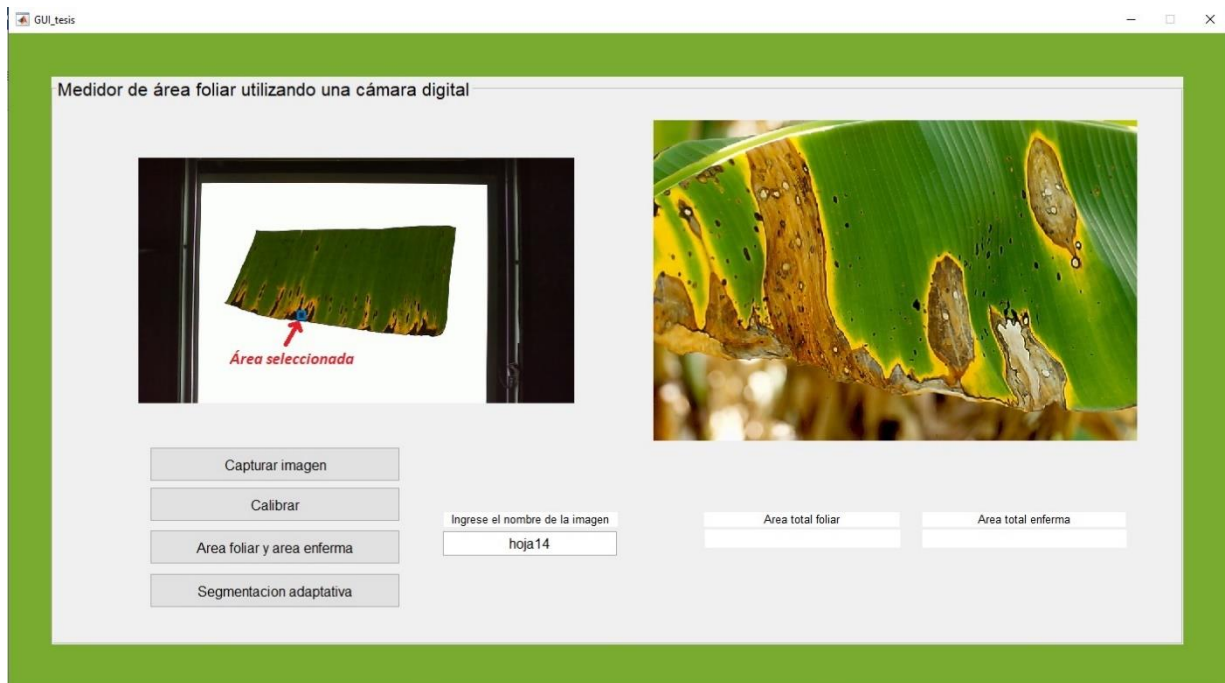 GUI_tesis
Medidor de área foliar utilizando una cámara digital
Área seleccionada
Capturar imagen
Calibrar
Area foliar y area enferma
Segmentacion adaptativa
Ingrese el nombre de la imagen
hoja14
Area total foliar
Area total enferma